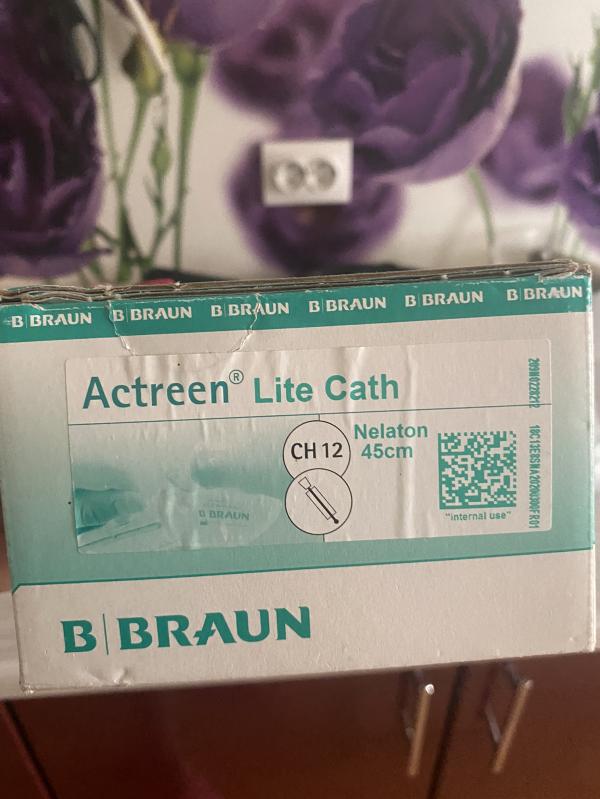 B BRAUN B BRAUN B BRAUN B BRAUN B BRAUN B BRAUN
Actreen® Lite Cath
CH 12
Nelaton
45cm
B BRAUN
"internal use"
B BRAUN